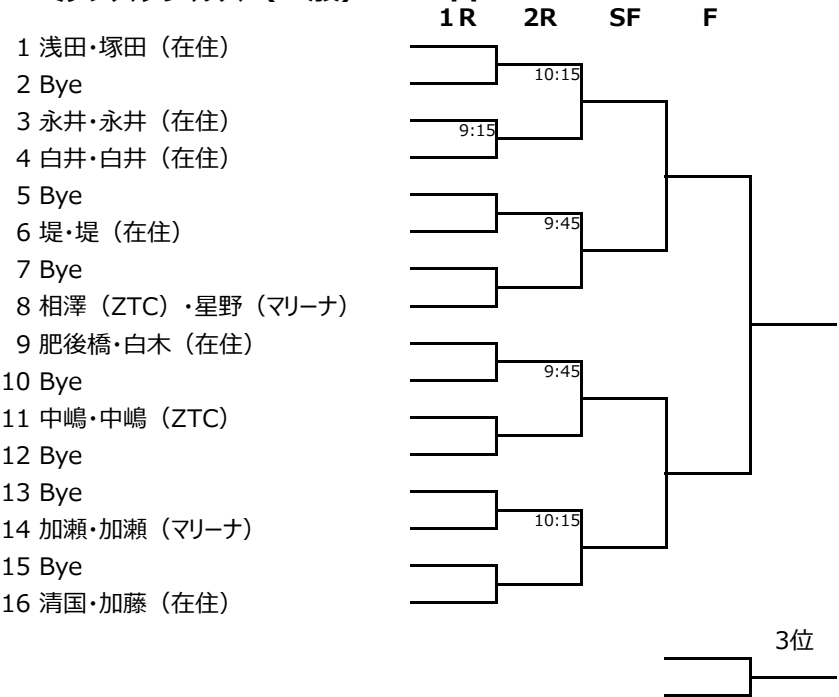 1R 2R SF F
1 浅田・塚田（在住）
2 Bye
10:15
3 永井・永井（在住）
9:15
4 白井・白井（在住）
5 Bye
6 堤・堤（在住）
9:45
7 Bye
8 相澤（ZTC）・星野（マリーナ）
9 肥後橋・白木（在住）
10 Bye
9:45
11 中嶋・中嶋（ZTC）
12 Bye
13 Bye
14 加瀬・加瀬（マリーナ）
10:15
15 Bye
16 清国・加藤（在住）
3位